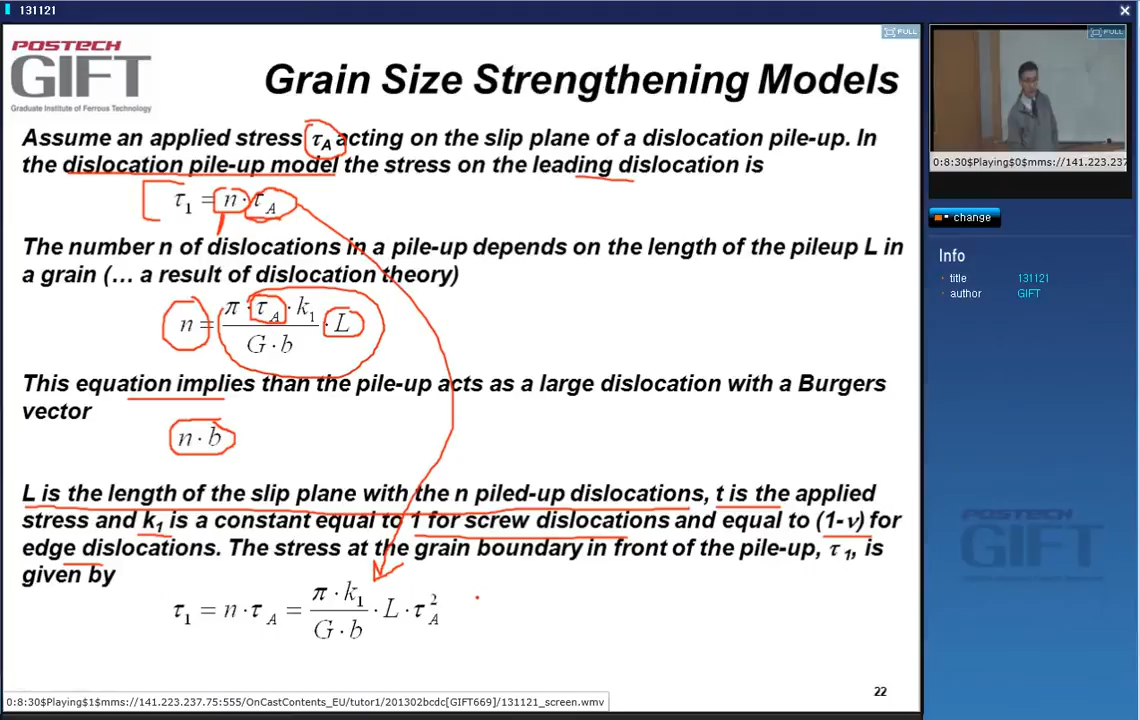 131121
POSTECH
GIFT
Graduate Institute of Ferrous Technology
Grain Size Strengthening Models
Assume an applied stress τA acting on the slip plane of a dislocation pile-up. In
the dislocation pile-up model the stress on the leading dislocation is
τ1 = n · τA
The number n of dislocations in a pile-up depends on the length of the pileup L in
a grain (… a result of dislocation theory)
n = π · τA · k1 / G · b · L
This equation implies than the pile-up acts as a large dislocation with a Burgers
vector
n · b
L is the length of the slip plane with the n piled-up dislocations, t is the applied
stress and k1 is a constant equal to 1 for screw dislocations and equal to (1-ν) for
edge dislocations. The stress at the grain boundary in front of the pile-up, τ1, is
given by
τ1 = n · τA = π · k1 / G · b · L · τA²
22
0:8:30$Playing$1$mms://141.223.237.75:555/OnCastContents_EU/tutor1/201302bcdc[GIFT669]/131121_screen.wmv
FULL
FULL
0:8:30$Playing$0$mms://141.223.237
change
Info
title 131121
author GIFT
POSTECH
GIFT